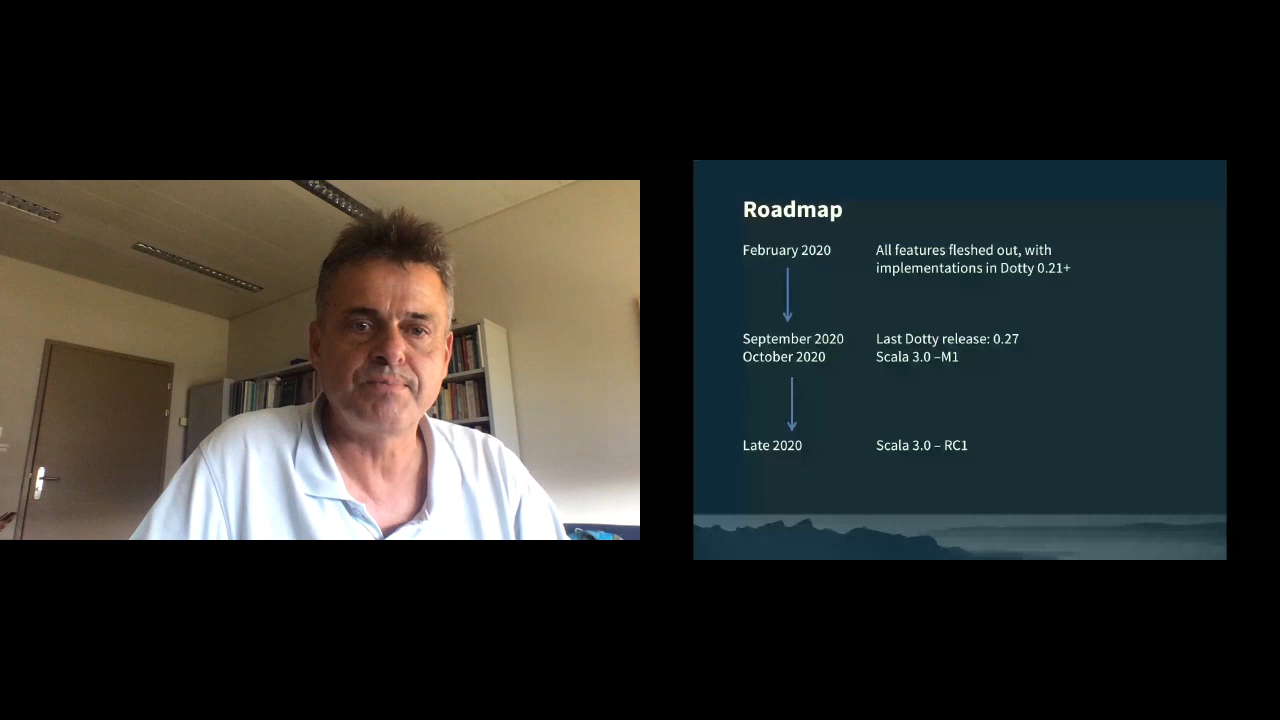 Roadmap
February 2020
All features fleshed out, with
implementations in Dotty 0.21+
September 2020
Last Dotty release: 0.27
October 2020
Scala 3.0 –M1
Late 2020
Scala 3.0 – RC1